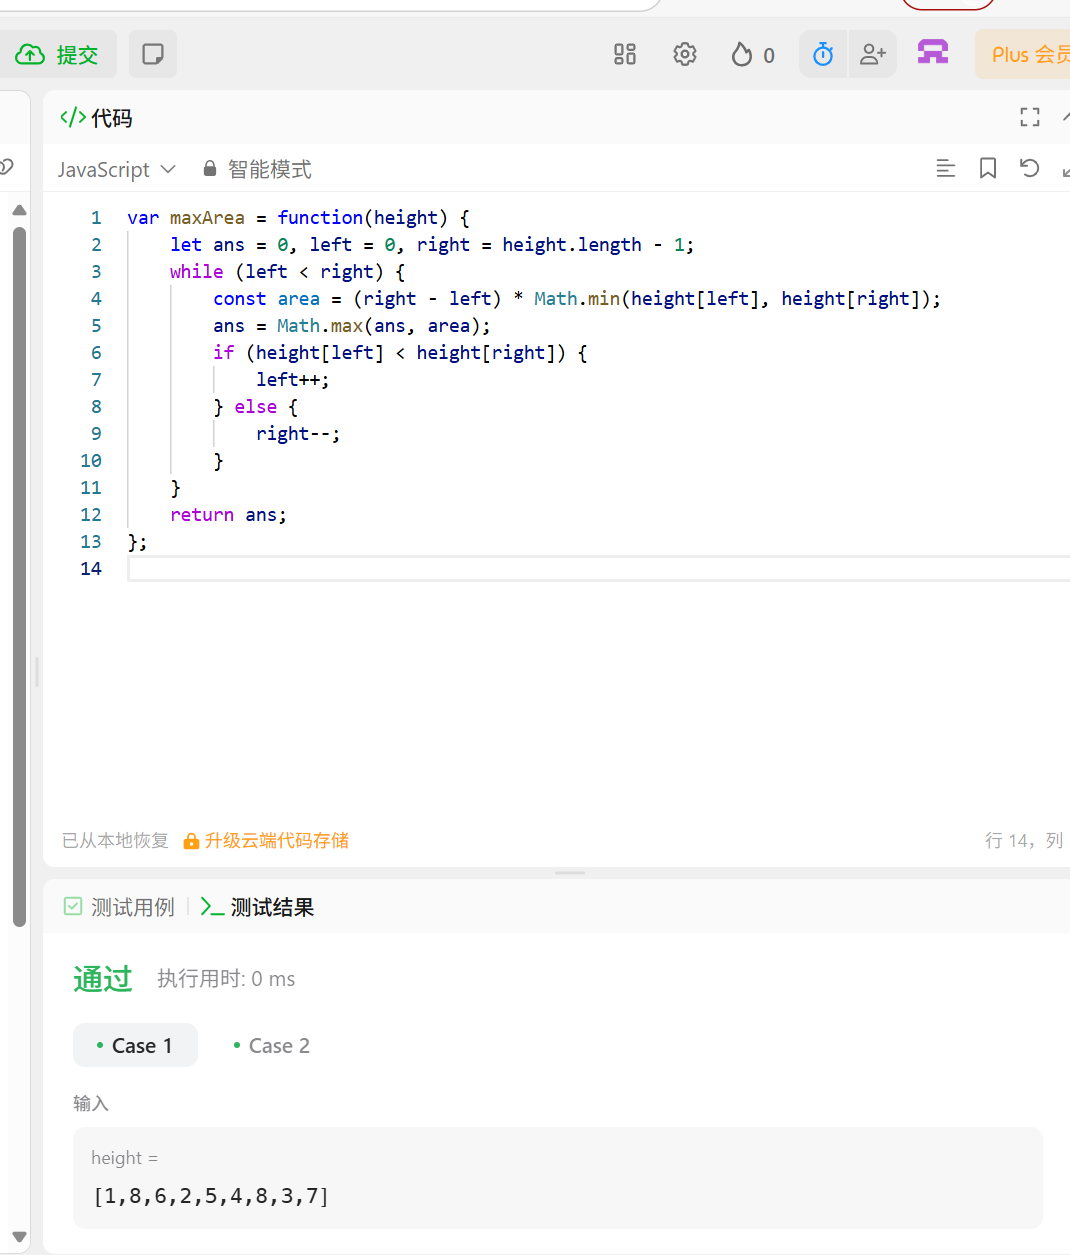 提交
0
Plus 会员
代码
JavaScript
智能模式
1 var maxArea = function(height) {
2     let ans = 0, left = 0, right = height.length - 1;
3     while (left < right) {
4         const area = (right - left) * Math.min(height[left], height[right]);
5         ans = Math.max(ans, area);
6         if (height[left] < height[right]) {
7             left++;
8         } else {
9             right--;
10         }
11     }
12     return ans;
13 };
14
已从本地恢复 升级云端代码存储 行 14，列
测试用例 测试结果
通过 执行用时: 0 ms
Case 1 Case 2
输入
height =
[1,8,6,2,5,4,8,3,7]